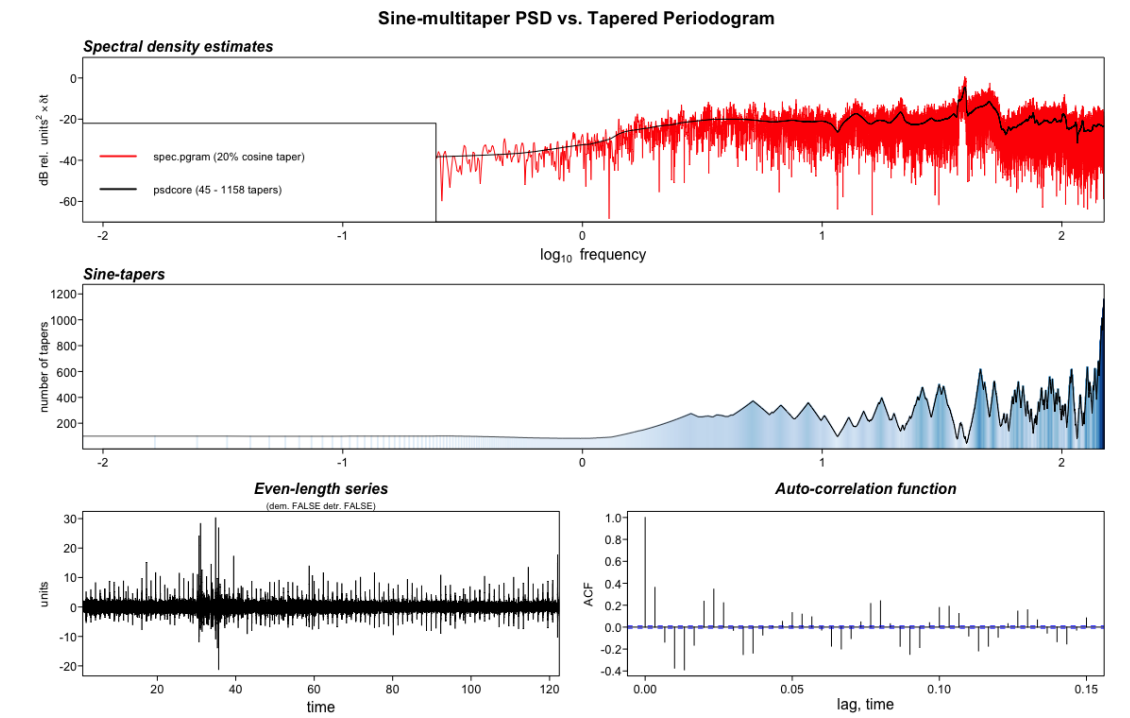 Sine-multitaper PSD vs. Tapered Periodogram
Spectral density estimates
dB rel. units² × δt
0
-20
-40
-60
spec.pgram (20% cosine taper)
psdcore (45 - 1158 tapers)
-2 -1 0 1 2
log₁₀ frequency
Sine-tapers
number of tapers
1200
1000
800
600
400
200
-2 -1 0 1 2
Even-length series
(dem. FALSE detr. FALSE)
units
30
20
10
0
-10
-20
20 40 60 80 100 120
time
Auto-correlation function
ACF
1.0
0.8
0.6
0.4
0.2
0.0
-0.2
-0.4
0.00 0.05 0.10 0.15
lag, time